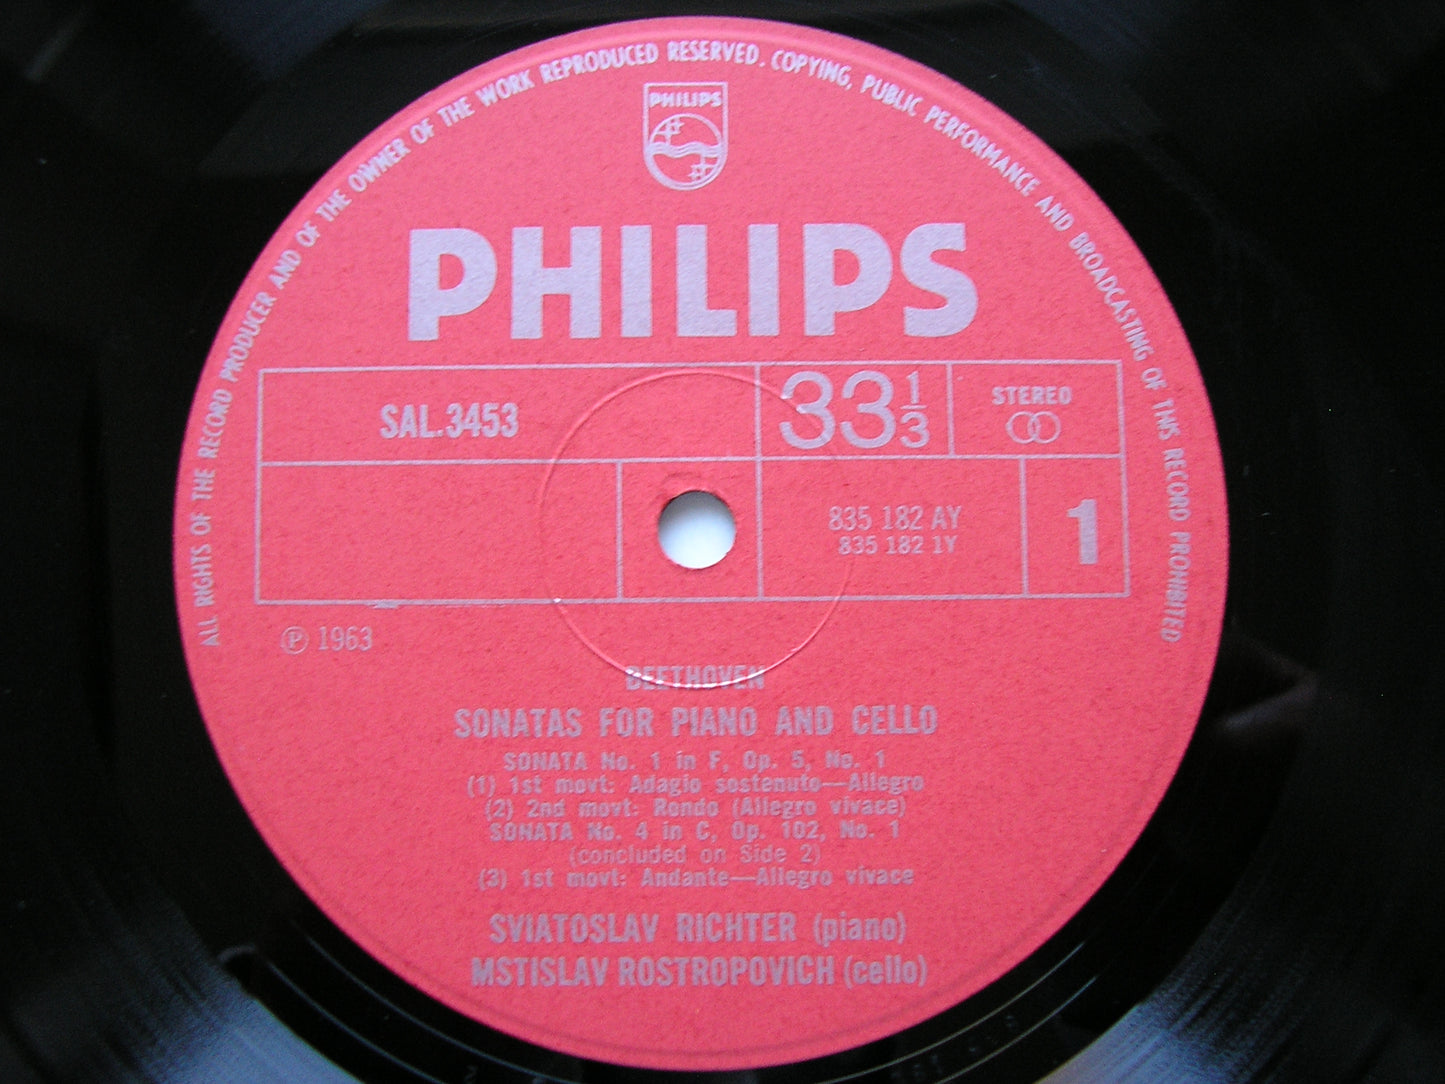 ALL RIGHTS OF THE RECORD PRODUCER AND OF THE OWNER OF THE WORK REPRODUCED RESERVED. COPYING, PUBLIC PERFORMANCE AND BROADCASTING OF THIS RECORD PROHIBITED
PHILIPS
PHILIPS
SAL.3453
33 1/3
STEREO
835 182 AY
835 182 1Y
1
℗ 1963
BEETHOVEN
SONATAS FOR PIANO AND CELLO
SONATA No. 1 in F, Op. 5, No. 1
(1) 1st movt: Adagio sostenuto—Allegro
(2) 2nd movt: Rondo (Allegro vivace)
SONATA No. 4 in C, Op. 102, No. 1
(concluded on Side 2)
(3) 1st movt: Andante—Allegro vivace
SVIATOSLAV RICHTER (piano)
MSTISLAV ROSTROPOVICH (cello)